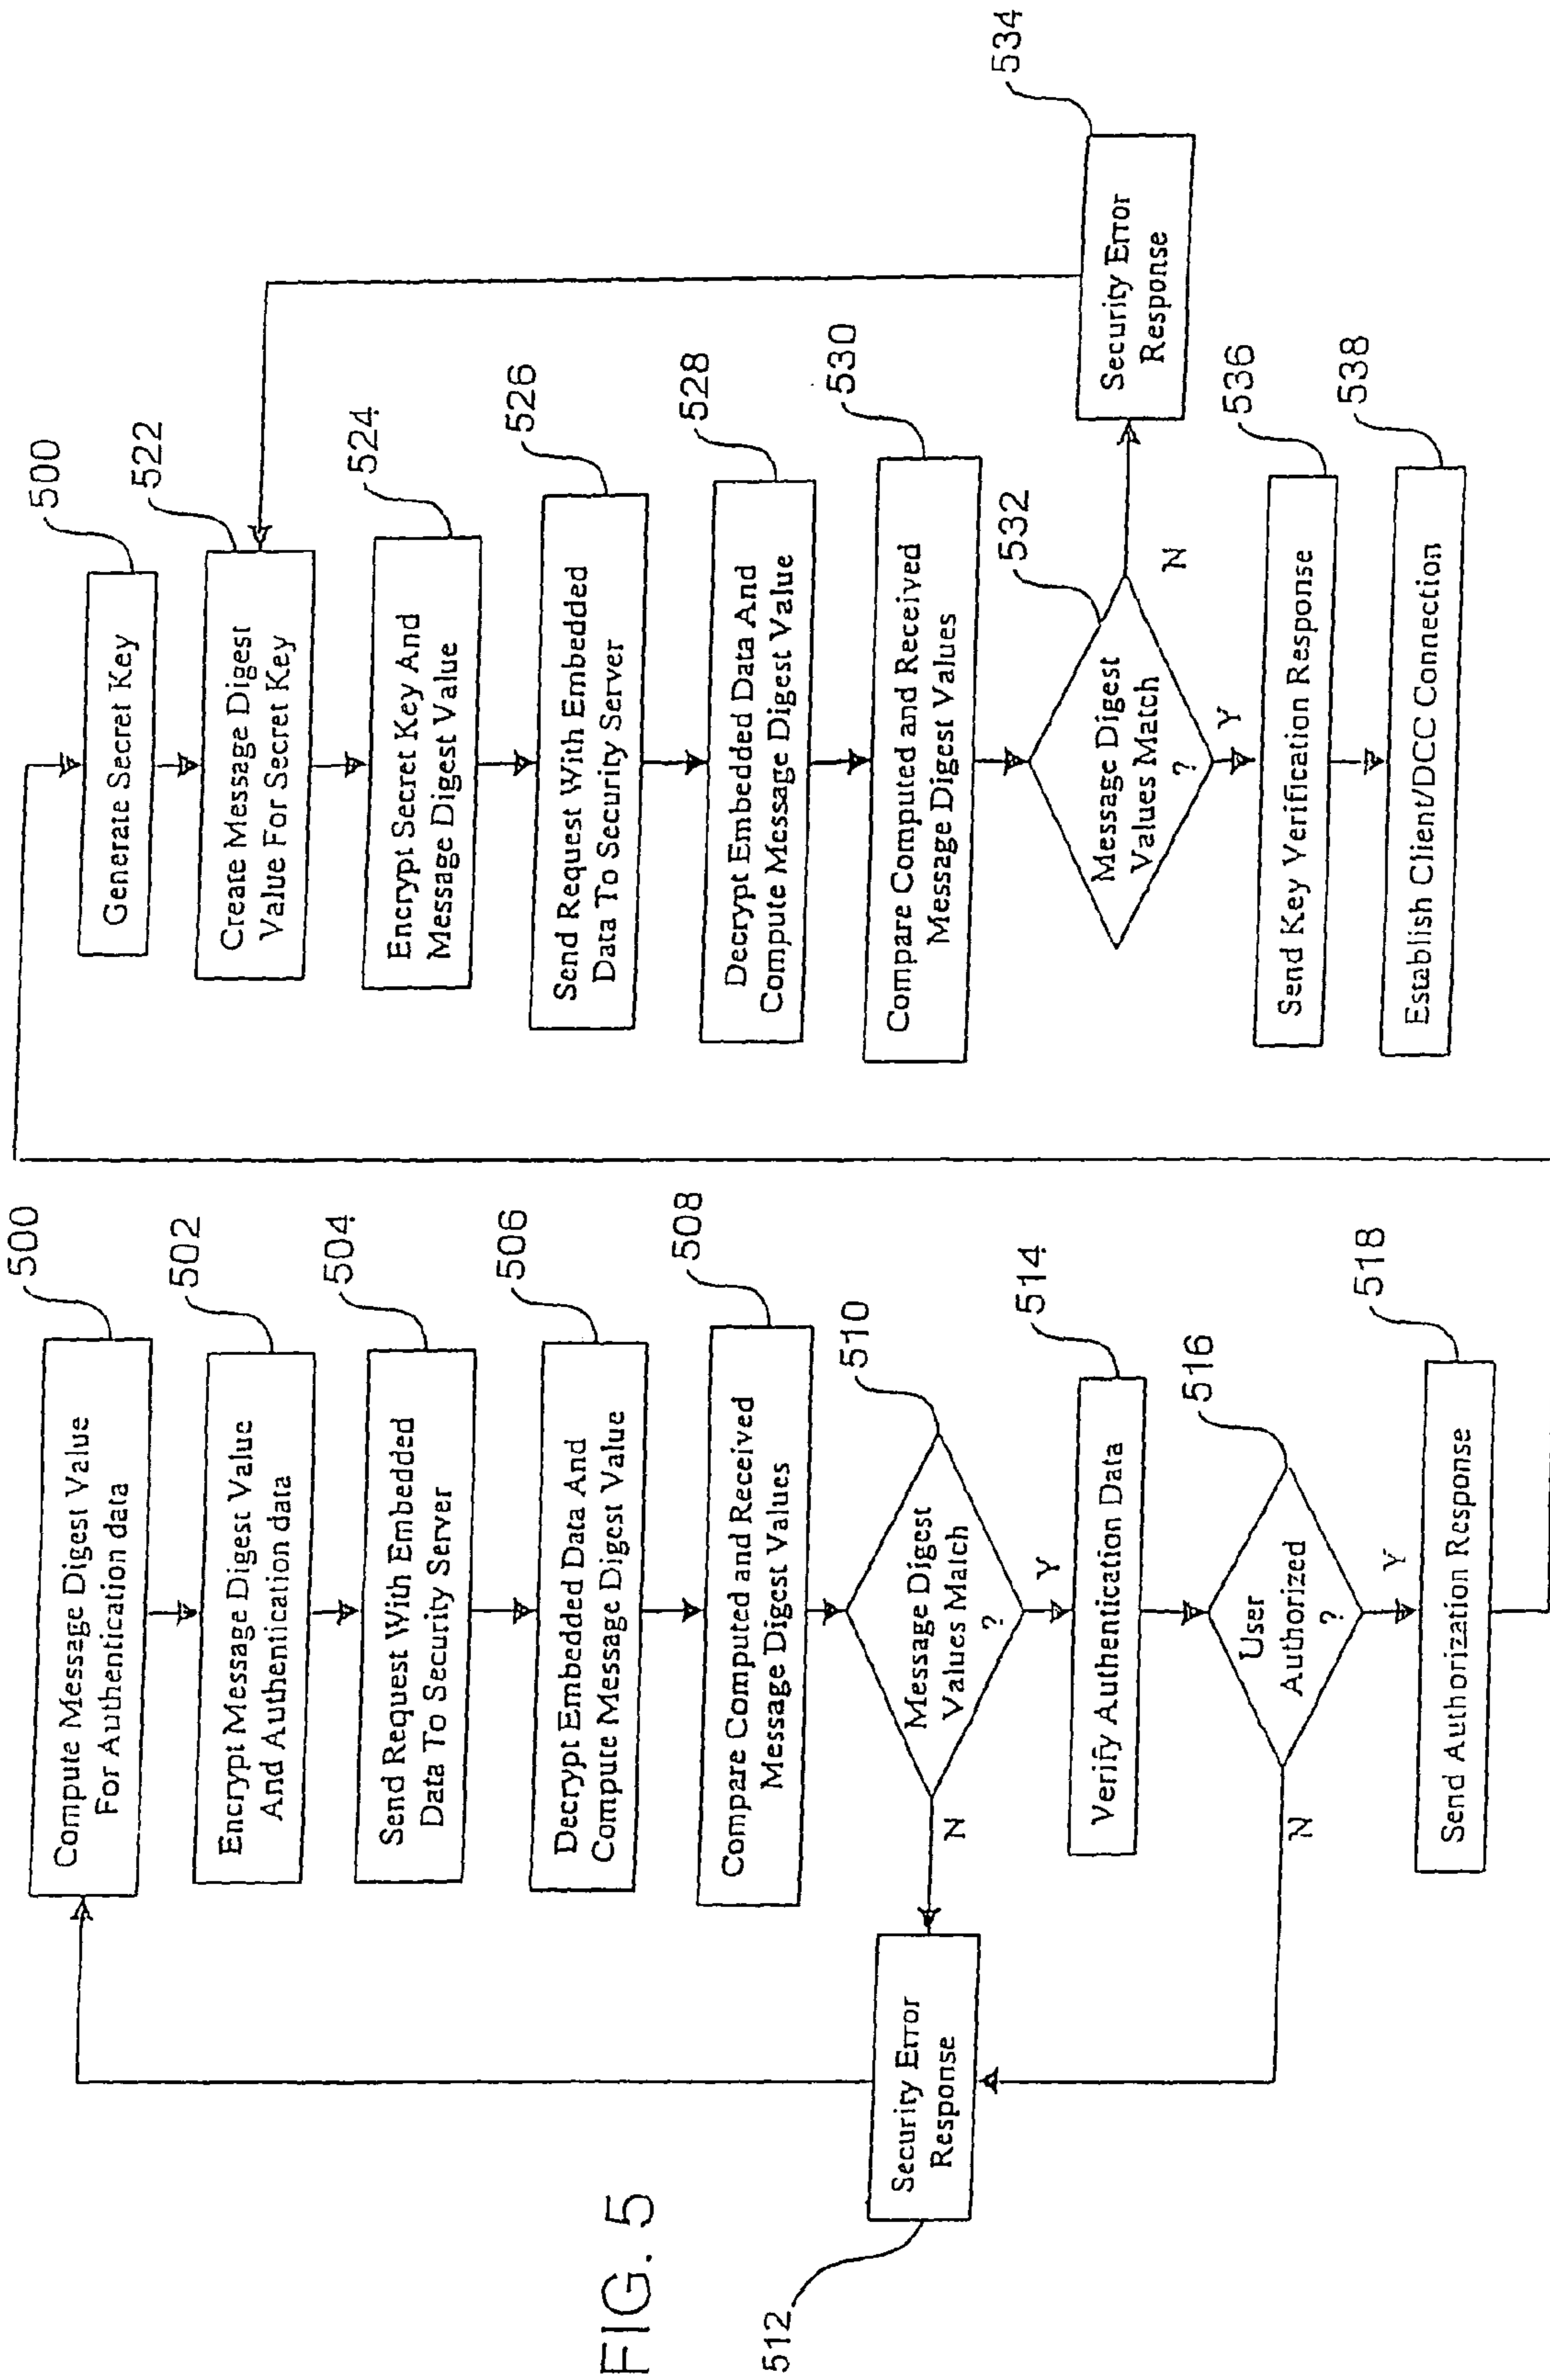 500
Compute Message Digest Value
For Authentication data
502
Encrypt Message Digest Value
And Authentication data
504
Send Request With Embedded
Data To Security Server
506
Decrypt Embedded Data And
Compute Message Digest Value
508
Compare Computed and Received
Message Digest Values
510
Message Digest
Values Match
?
N
Y
512
Security Error
Response
514
Verify Authentication Data
516
User
Authorized
?
N
Y
518
Send Authorization Response
500
Generate Secret Key
522
Create Message Digest
Value For Secret Key
524
Encrypt Secret Key And
Message Digest Value
526
Send Request With Embedded
Data To Security Server
528
Decrypt Embedded Data And
Compute Message Digest Value
530
Compare Computed and Received
Message Digest Values
532
Message Digest
Values Match
?
N
Y
534
Security Error
Response
536
Send Key Verification Response
538
Establish Client/DCC Connection
FIG. 5